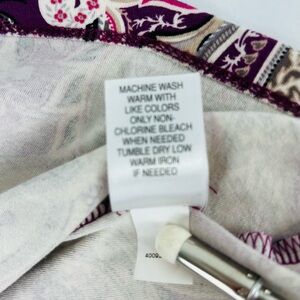 MACHINE WASH
WARM WITH
LIKE COLORS
ONLY NON-
CHLORINE BLEACH
WHEN NEEDED
TUMBLE DRY LOW
WARM IRON
IF NEEDED